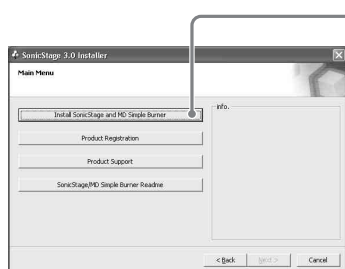 SonicStage 3.0 Installer
Main Menu
Install SonicStage and MD Simple Burner
info.
Product Registration
Product Support
SonicStage/MD Simple Burner Readme
< Back
Next >
Cancel